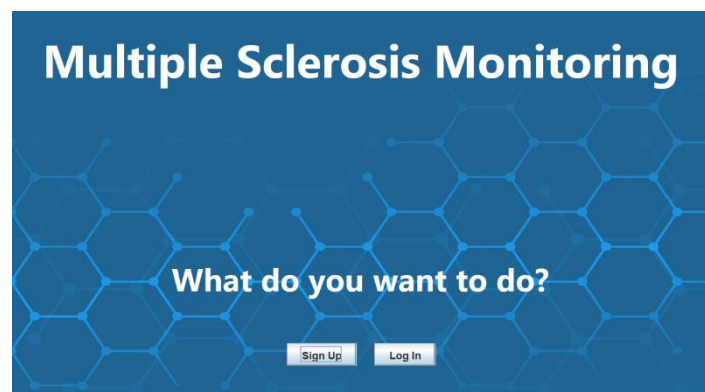 Multiple Sclerosis Monitoring
What do you want to do?
Sign Up Log In